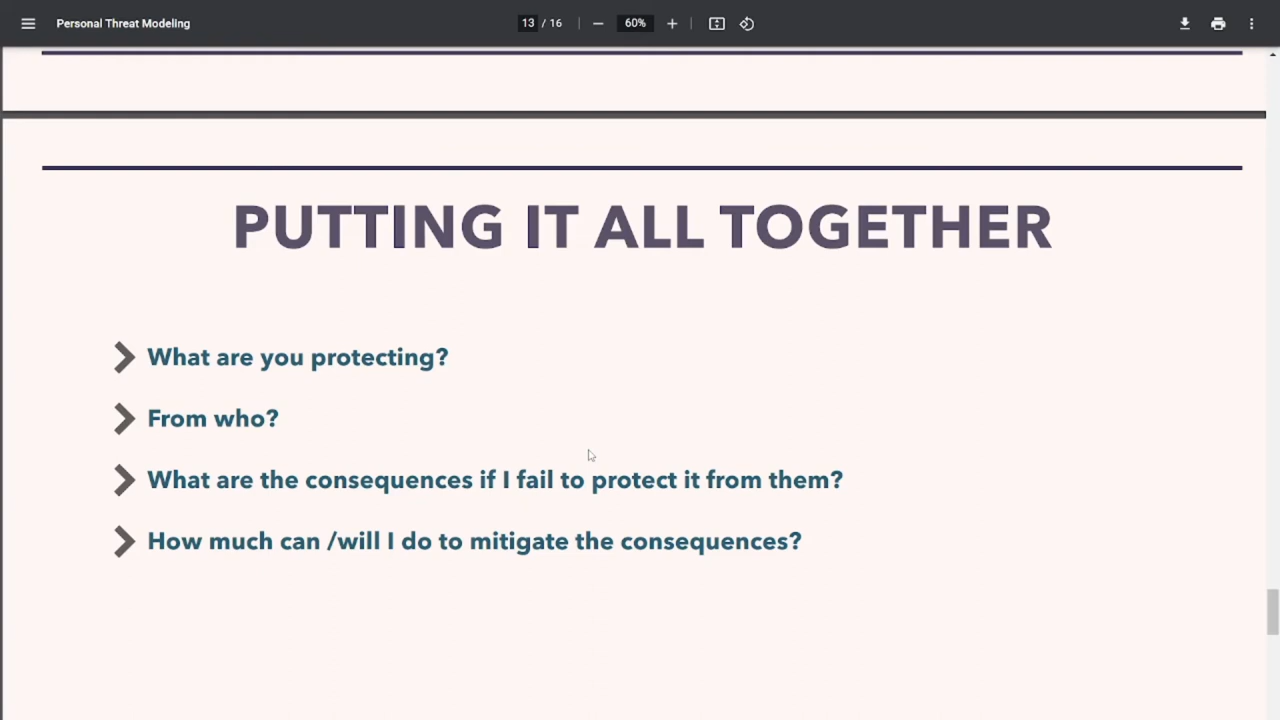 Personal Threat Modeling
13 / 16
60%
PUTTING IT ALL TOGETHER
What are you protecting?
From who?
What are the consequences if I fail to protect it from them?
How much can /will I do to mitigate the consequences?